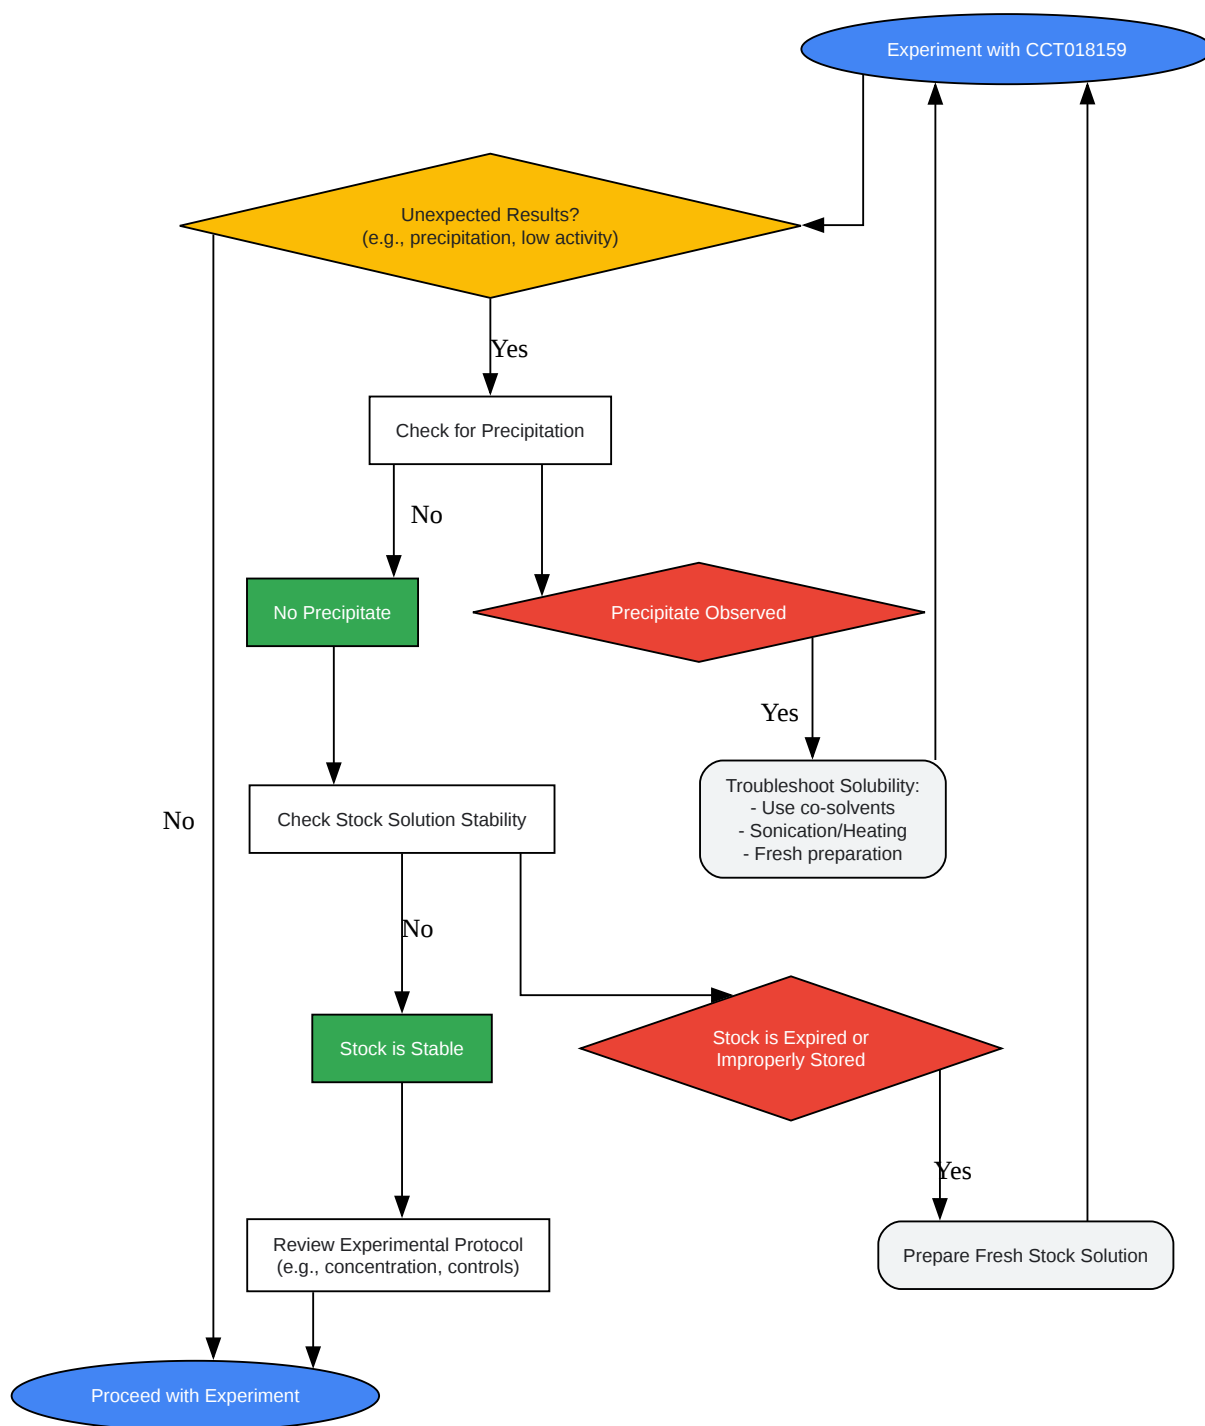 Experiment with CCT018159
Unexpected Results?
(e.g., precipitation, low activity)
Yes
Check for Precipitation
No
No Precipitate
Precipitate Observed
Yes
Troubleshoot Solubility:
- Use co-solvents
- Sonication/Heating
- Fresh preparation
No
Check Stock Solution Stability
No
Stock is Stable
Stock is Expired or
Improperly Stored
Yes
Review Experimental Protocol
(e.g., concentration, controls)
Prepare Fresh Stock Solution
Proceed with Experiment